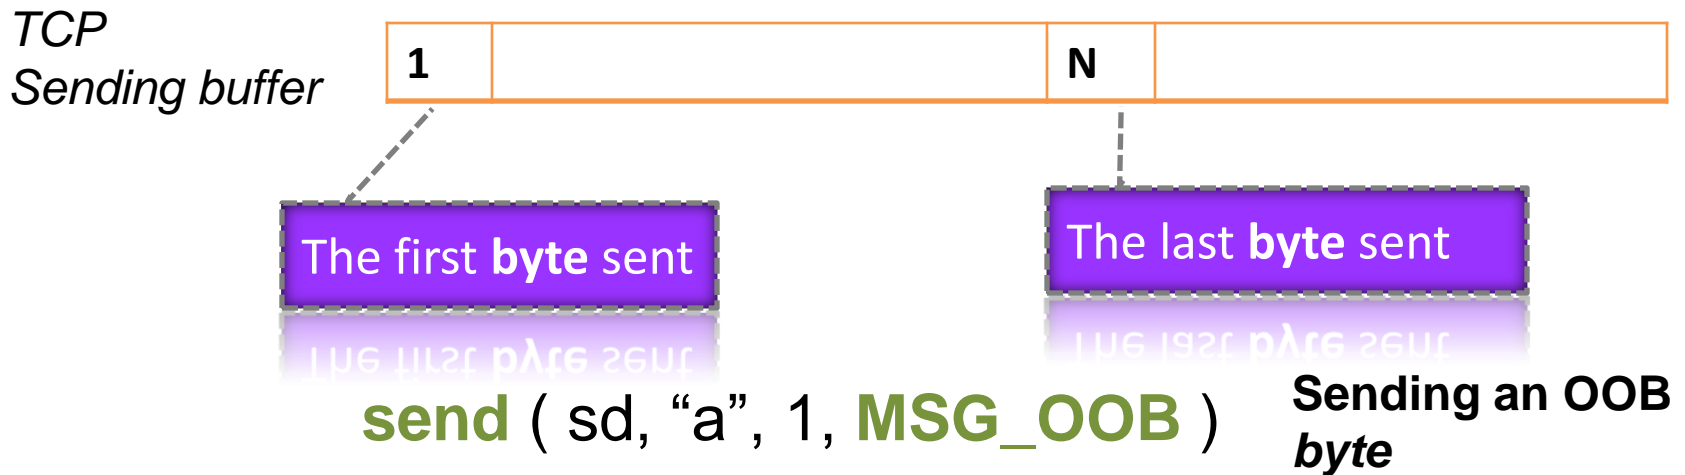 TCP
Sending buffer
1
N
The first byte sent
The last byte sent
send ( sd, “a”, 1, MSG_OOB )
Sending an OOB
byte